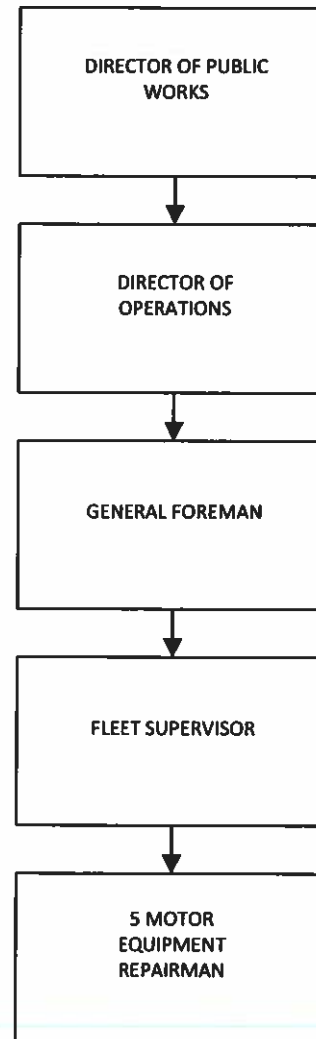 DIRECTOR OF PUBLIC
WORKS
DIRECTOR OF
OPERATIONS
GENERAL FOREMAN
FLEET SUPERVISOR
5 MOTOR
EQUIPMENT
REPAIRMAN